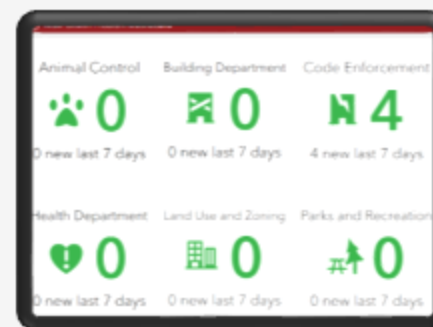 Animal Control Building Department Code Enforcement
0 0 4
0 new last 7 days 0 new last 7 days 4 new last 7 days
Health Department Land Use and Zoning Parks and Recreation
0 0 0
0 new last 7 days 0 new last 7 days 0 new last 7 days